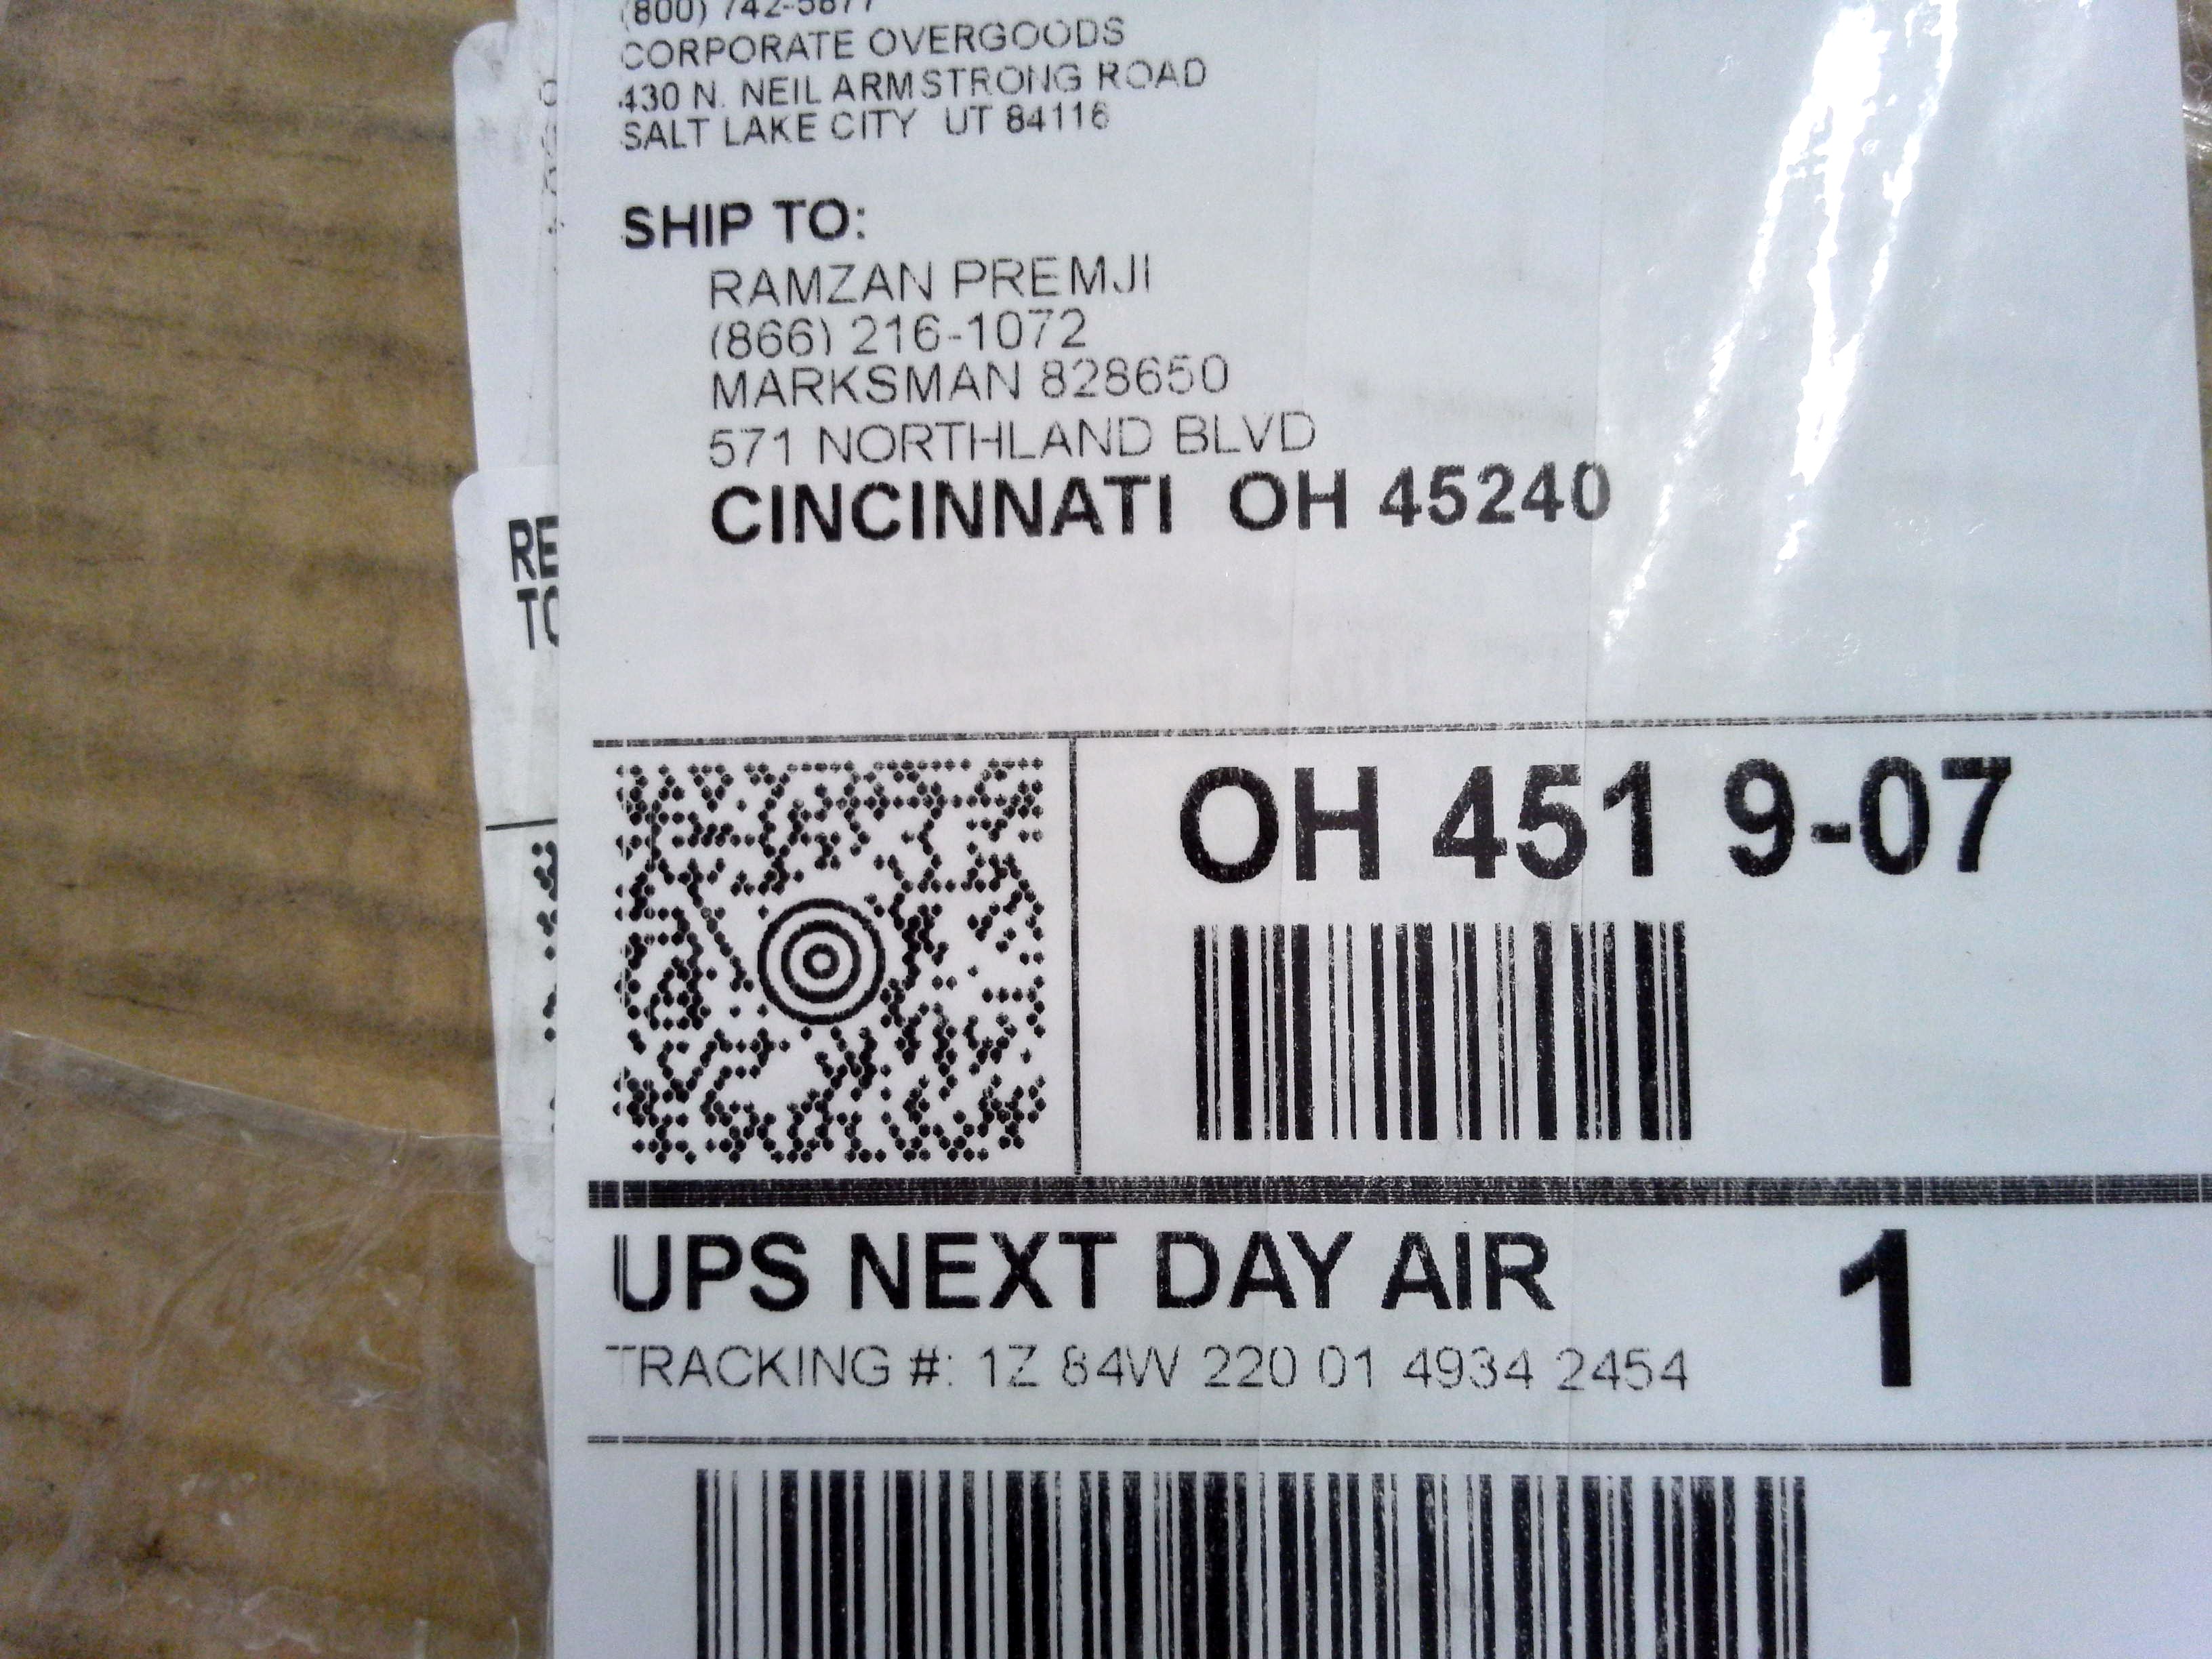 (800) 742-5877
CORPORATE OVERGOODS
430 N. NEIL ARMSTRONG ROAD
SALT LAKE CITY UT 84116
SHIP TO:
RAMZAN PREMJI
(866) 216-1072
MARKSMAN 828650
571 NORTHLAND BLVD
CINCINNATI OH 45240
RE
TO
OH 451 9-07
UPS NEXT DAY AIR 1
TRACKING #: 1Z 84W 220 01 4934 2454